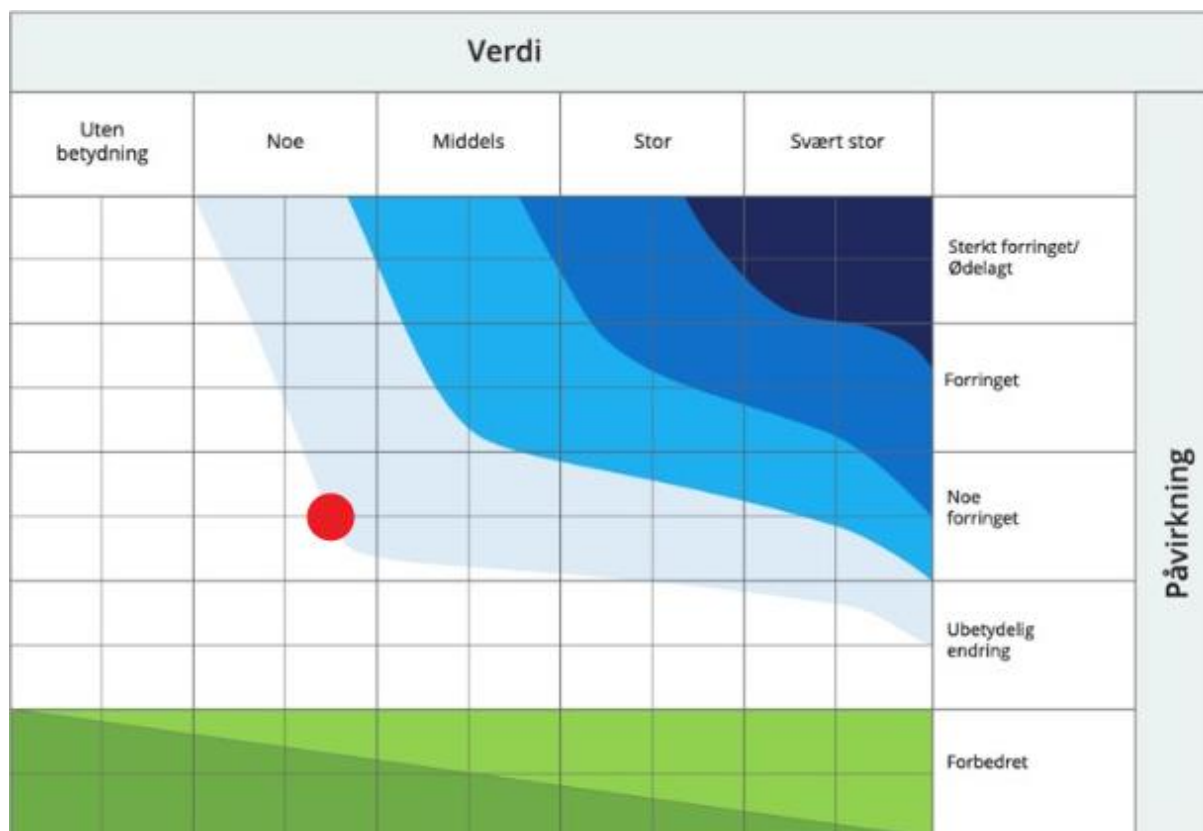 Verdi
Uten
betydning
Noe
Middels
Stor
Svært stor
Sterkt forringet/
Ødelagt
Forringet
Noe
forringet
Ubetydelig
endring
Forbedret
Påvirkning